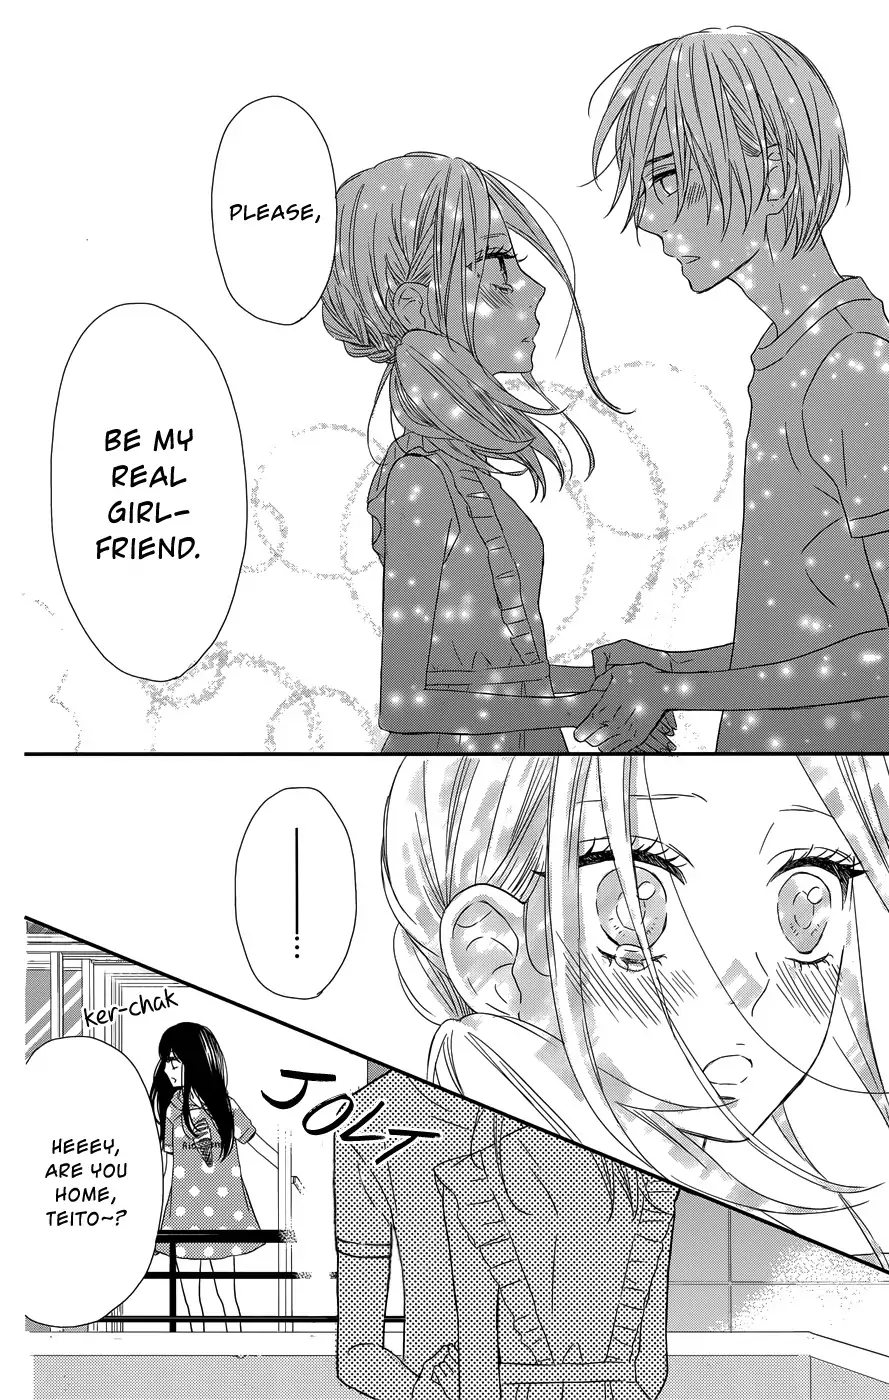 PLEASE,
BE MY
REAL
GIRL-
FRIEND.
—...
ker-chak
JOLT
HEEEY,
ARE YOU
HOME,
TEITO~?